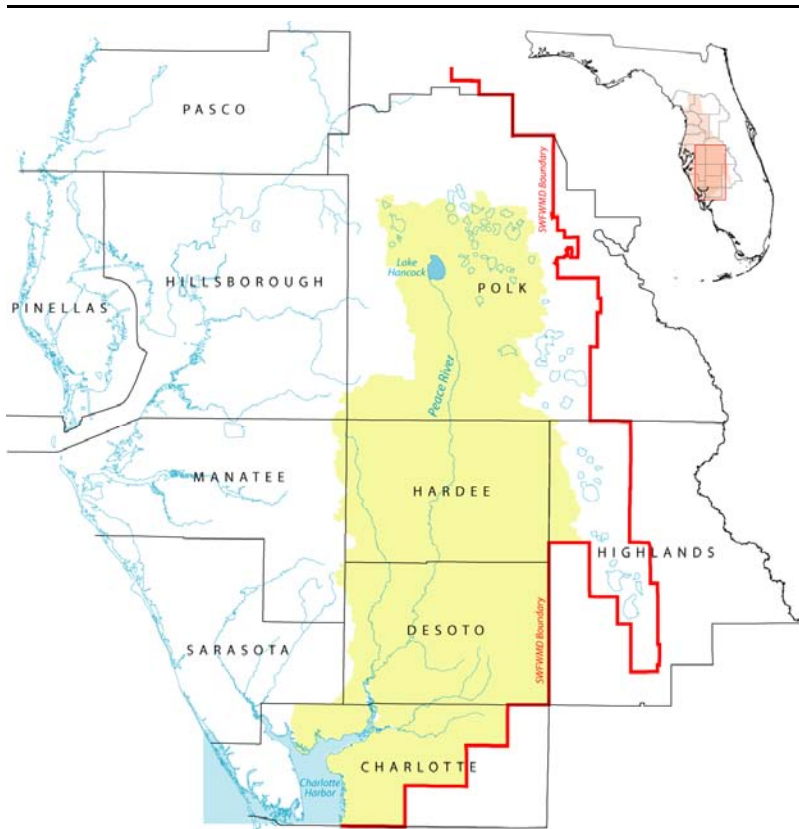 PASCO
SWFWMD Boundary
Lake
Hancock
POLK
HILLSBOROUGH
PINELLAS
Peace River
MANATEE
HARDEE
HIGHLANDS
DESOTO
SARASOTA
SWFWMD Boundary
CHARLOTTE
Charlotte
Harbor